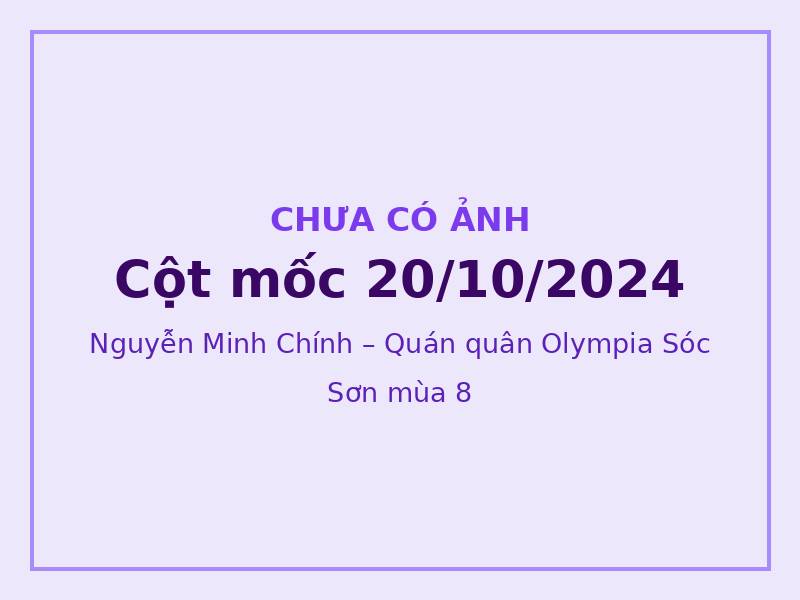 CHƯA CÓ ẢNH
Cột mốc 20/10/2024
Nguyễn Minh Chính – Quán quân Olympia Sóc
Sơn mùa 8